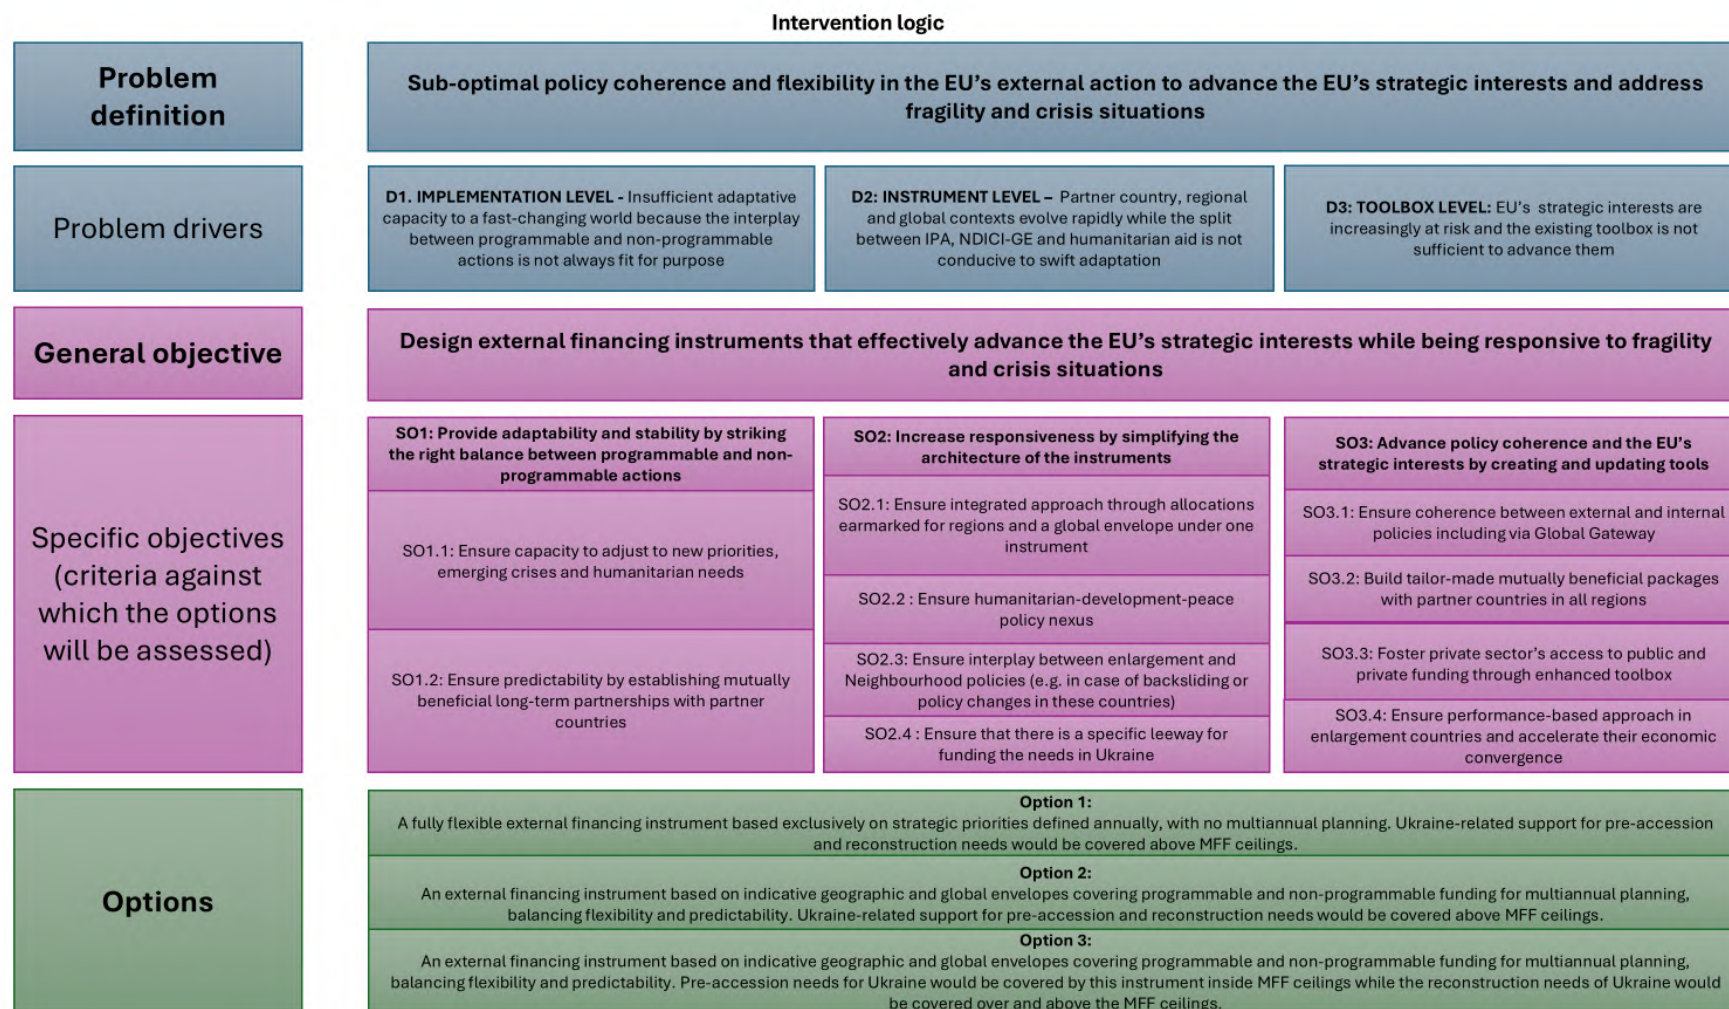 Intervention logic
Problem
definition
Sub-optimal policy coherence and flexibility in the EU's external action to advance the EU's strategic interests and address
fragility and crisis situations
Problem drivers
D1. IMPLEMENTATION LEVEL - Insufficient adaptative
capacity to a fast-changing world because the interplay
between programmable and non-programmable
actions is not always fit for purpose
D2: INSTRUMENT LEVEL – Partner country, regional
and global contexts evolve rapidly while the split
between IPA, NDICI-GE and humanitarian aid is not
conducive to swift adaptation
D3: TOOLBOX LEVEL: EU's strategic interests are
increasingly at risk and the existing toolbox is not
sufficient to advance them
General objective
Design external financing instruments that effectively advance the EU's strategic interests while being responsive to fragility
and crisis situations
Specific objectives
(criteria against
which the options
will be assessed)
SO1: Provide adaptability and stability by striking
the right balance between programmable and non-
programmable actions
SO1.1: Ensure capacity to adjust to new priorities,
emerging crises and humanitarian needs
SO1.2: Ensure predictability by establishing mutually
beneficial long-term partnerships with partner
countries
SO2: Increase responsiveness by simplifying the
architecture of the instruments
SO2.1: Ensure integrated approach through allocations
earmarked for regions and a global envelope under one
instrument
SO2.2 : Ensure humanitarian-development-peace
policy nexus
SO2.3: Ensure interplay between enlargement and
Neighbourhood policies (e.g. in case of backsliding or
policy changes in these countries)
SO2.4 : Ensure that there is a specific leeway for
funding the needs in Ukraine
SO3: Advance policy coherence and the EU's
strategic interests by creating and updating tools
SO3.1: Ensure coherence between external and internal
policies including via Global Gateway
SO3.2: Build tailor-made mutually beneficial packages
with partner countries in all regions
SO3.3: Foster private sector's access to public and
private funding through enhanced toolbox
SO3.4: Ensure performance-based approach in
enlargement countries and accelerate their economic
convergence
Options
Option 1:
A fully flexible external financing instrument based exclusively on strategic priorities defined annually, with no multiannual planning. Ukraine-related support for pre-accession
and reconstruction needs would be covered above MFF ceilings.
Option 2:
An external financing instrument based on indicative geographic and global envelopes covering programmable and non-programmable funding for multiannual planning,
balancing flexibility and predictability. Ukraine-related support for pre-accession and reconstruction needs would be covered above MFF ceilings.
Option 3:
An external financing instrument based on indicative geographic and global envelopes covering programmable and non-programmable funding for multiannual planning,
balancing flexibility and predictability. Pre-accession needs for Ukraine would be covered by this instrument inside MFF ceilings while the reconstruction needs of Ukraine would
be covered over and above the MFF ceilings.